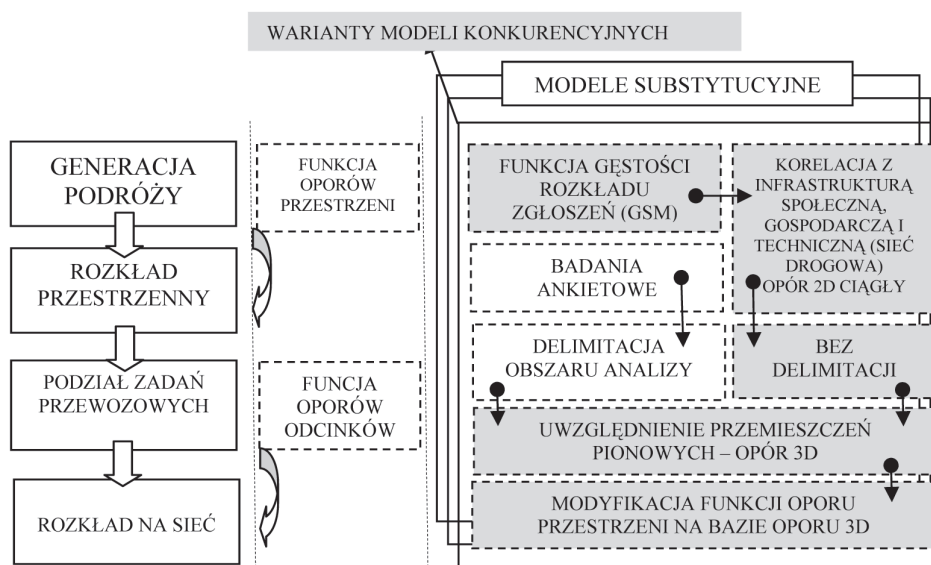 WARIANTY MODELI KONKURENCYJNYCH
MODELE SUBSTYTUCYJNE
GENERACJA
PODRÓŻY
ROZKŁAD
PRZESTRZENNY
PODZIAŁ ZADAŃ
PRZEWOZOWYCH
ROZKŁAD NA SIEĆ
FUNKCJA
OPORÓW
PRZESTRZENI
FUNCJA
OPORÓW
ODCINKÓW
FUNKCJA GĘSTOŚCI
ROZKŁADU
ZGŁOSZEŃ (GSM)
KORELACJA Z
INFRASTRUKTURĄ
SPOŁECZNĄ,
GOSPODARCZĄ I
TECHNICZNĄ (SIEĆ
DROGOWA)
OPÓR 2D CIĄGŁY
BADANIA
ANKIETOWE
DELIMITACJA
OBSZARU ANALIZY
BEZ
DELIMITACJI
UWZGLĘDNIENIE PRZEMIESZCZEŃ
PIONOWYCH – OPÓR 3D
MODYFIKACJA FUNKCJI OPORU
PRZESTRZENI NA BAZIE OPORU 3D